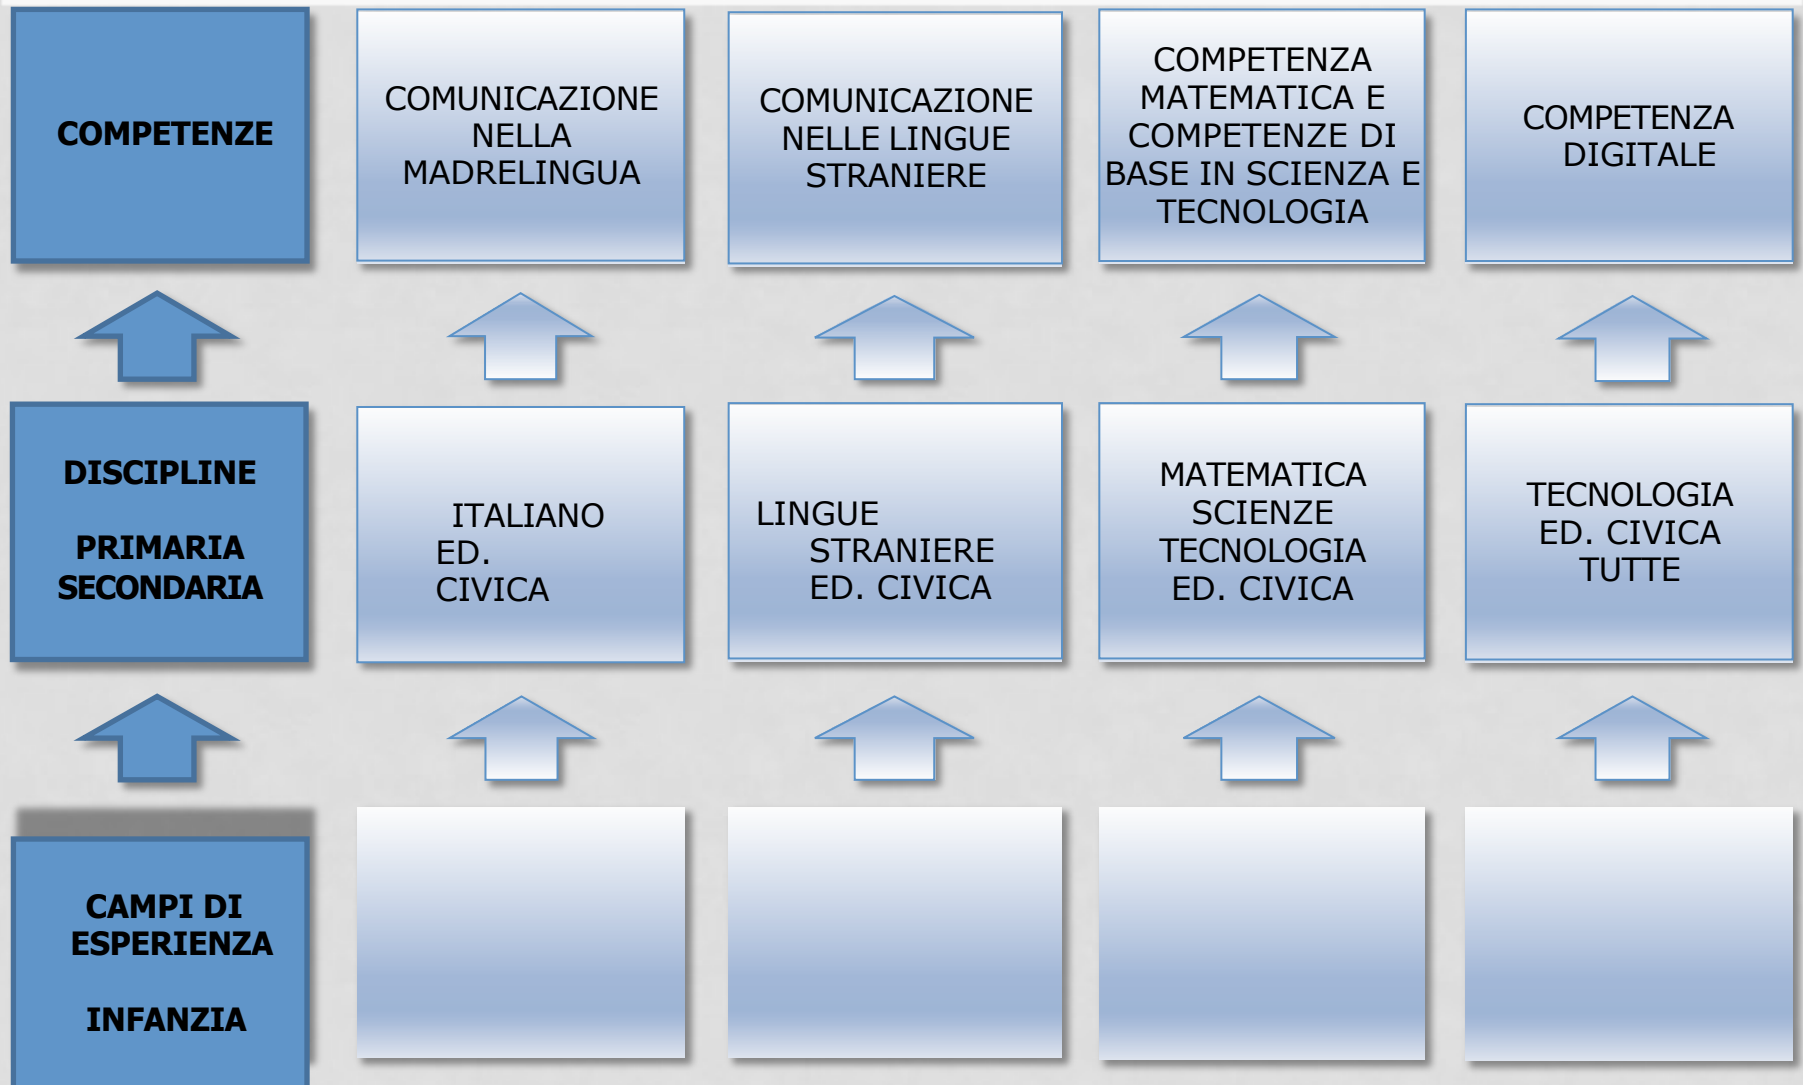 COMPETENZE
COMUNICAZIONE
NELLA
MADRELINGUA
COMUNICAZIONE
NELLE LINGUE
STRANIERE
COMPETENZA
MATEMATICA E
COMPETENZE DI
BASE IN SCIENZA E
TECNOLOGIA
COMPETENZA
DIGITALE
DISCIPLINE
PRIMARIA
SECONDARIA
ITALIANO
ED.
CIVICA
LINGUE
STRANIERE
ED. CIVICA
MATEMATICA
SCIENZE
TECNOLOGIA
ED. CIVICA
TECNOLOGIA
ED. CIVICA
TUTTE
CAMPI DI
ESPERIENZA
INFANZIA